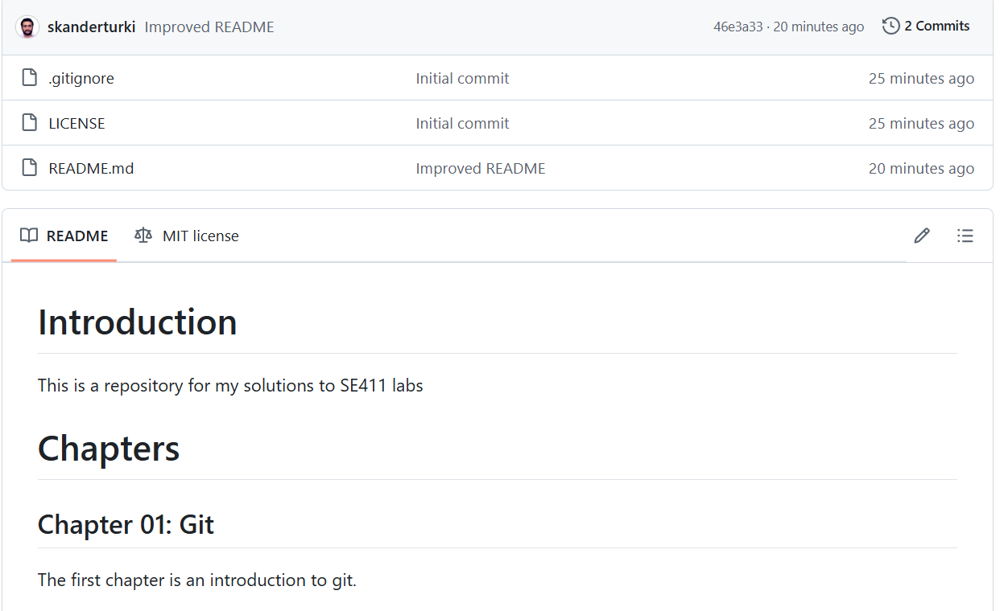 skanderturki Improved README 46e3a33 · 20 minutes ago 2 Commits
.gitignore Initial commit 25 minutes ago
LICENSE Initial commit 25 minutes ago
README.md Improved README 20 minutes ago
README MIT license
Introduction
This is a repository for my solutions to SE411 labs
Chapters
Chapter 01: Git
The first chapter is an introduction to git.